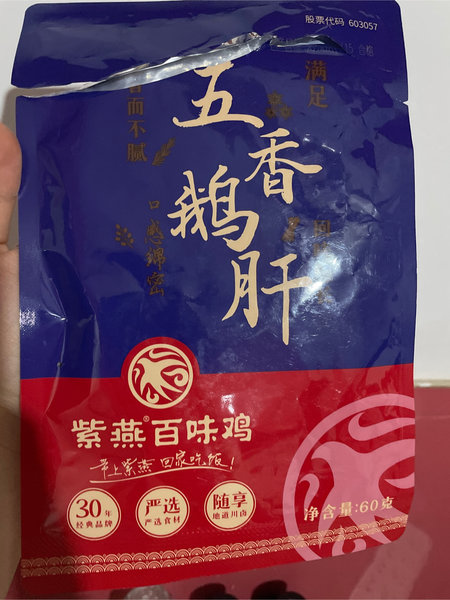 股票代码 603057
15 合格
满足
五香鹅肝
香而不腻
口感绵密
紫燕®百味鸡
带上紫燕 回家吃饭!
30年
经典品牌
严选
严选食材
随享
地道川卤
净含量:60克